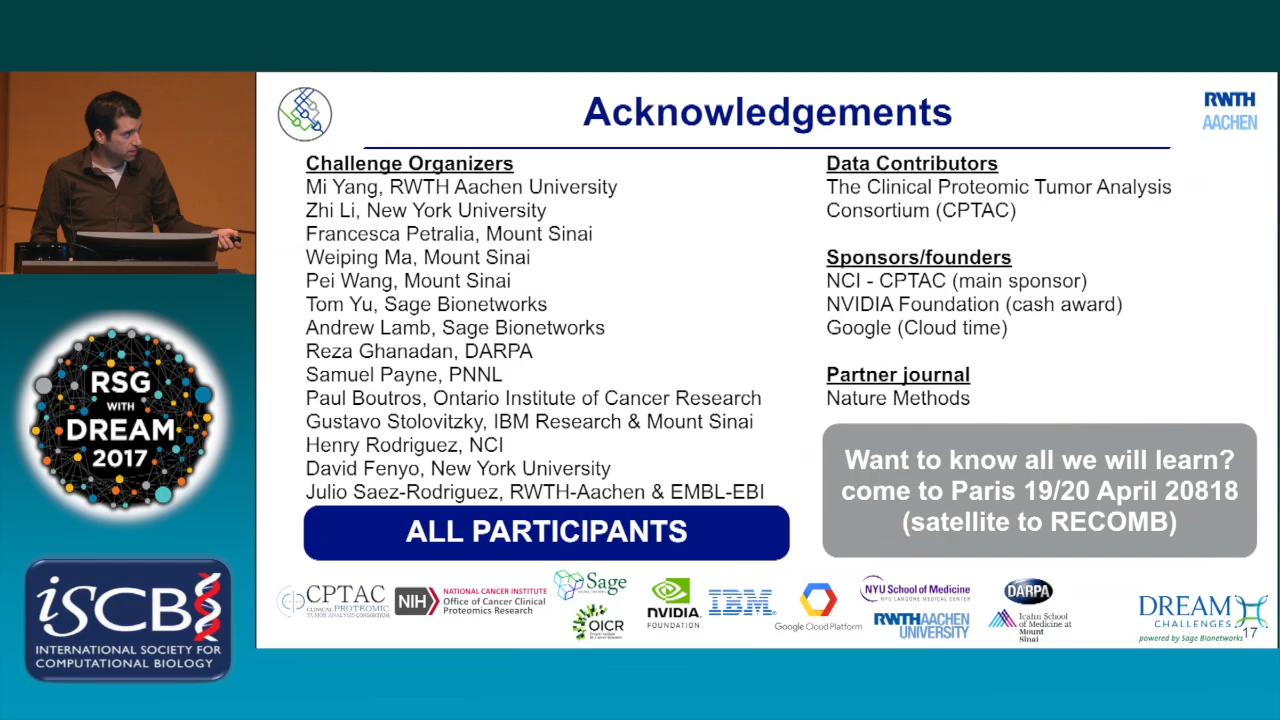 Acknowledgements
RWTH
AACHEN
Challenge Organizers
Mi Yang, RWTH Aachen University
Zhi Li, New York University
Francesca Petralia, Mount Sinai
Weiping Ma, Mount Sinai
Pei Wang, Mount Sinai
Tom Yu, Sage Bionetworks
Andrew Lamb, Sage Bionetworks
Reza Ghanadan, DARPA
Samuel Payne, PNNL
Paul Boutros, Ontario Institute of Cancer Research
Gustavo Stolovitzky, IBM Research & Mount Sinai
Henry Rodriguez, NCI
David Fenyo, New York University
Julio Saez-Rodriguez, RWTH-Aachen & EMBL-EBI
ALL PARTICIPANTS
Data Contributors
The Clinical Proteomic Tumor Analysis
Consortium (CPTAC)
Sponsors/founders
NCI - CPTAC (main sponsor)
NVIDIA Foundation (cash award)
Google (Cloud time)
Partner journal
Nature Methods
Want to know all we will learn?
come to Paris 19/20 April 20818
(satellite to RECOMB)
CPTAC
CLINICAL PROTEOMIC
TUMOR ANALYSIS CONSORTIUM
NIH
NATIONAL CANCER INSTITUTE
Office of Cancer Clinical
Proteomics Research
Sage
OICR
NVIDIA
FOUNDATION
IBM
Google Cloud Platform
NYU School of Medicine
NYU LANGONE MEDICAL CENTER
RWTHAACHEN
UNIVERSITY
DARPA
Icahn School
of Medicine at
Mount
Sinai
DREAM
CHALLENGES
powered by Sage Bionetworks
17
RSG
WITH
DREAM
2017
iSCB
INTERNATIONAL SOCIETY FOR
COMPUTATIONAL BIOLOGY